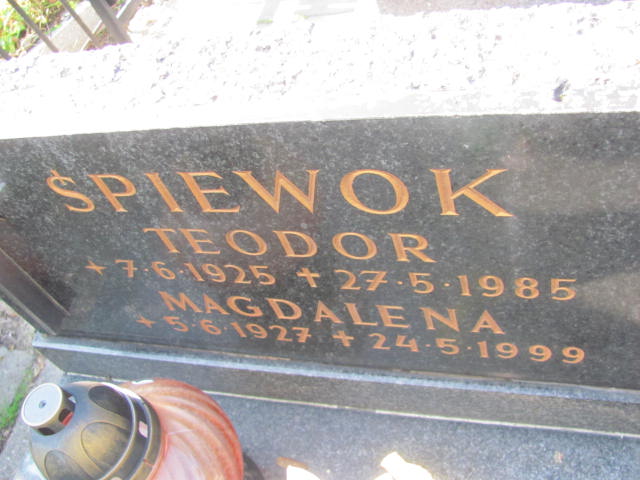 ŚPIEWOK
TEODOR
* 7·6·1925 † 27·5·1985
MAGDALENA
* 5·6·1927 † 24·5·1999